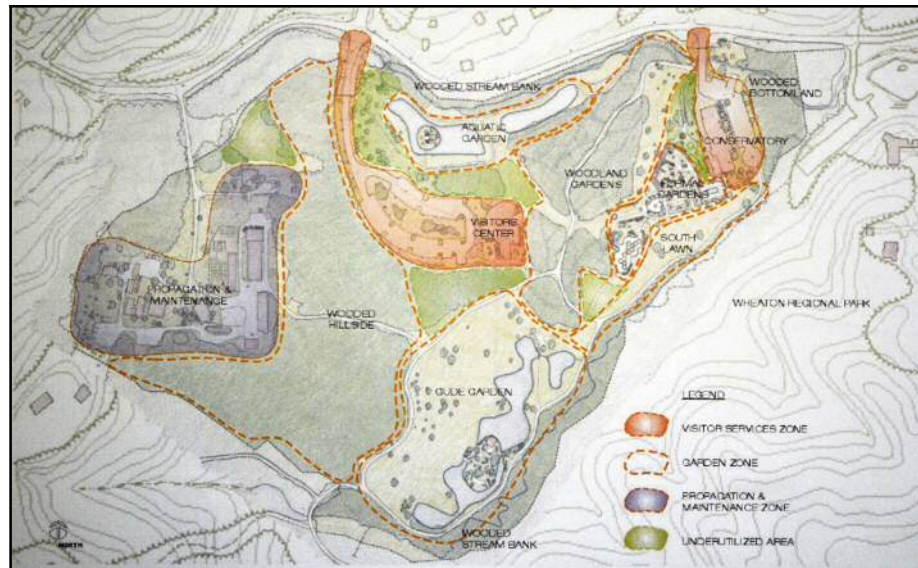 WOODED STREAM BANK
WOODED
BOTTOMLAND
AQUATIC
GARDEN
CONSERVATORY
WOODLAND
GARDENS
FORMAL
GARDENS
VISITORS
CENTER
SOUTH
LAWN
PROPAGATION &
MAINTENANCE
WOODED
HILLSIDE
WHEATON REGIONAL PARK
GUDE GARDEN
LEGEND
VISITOR SERVICES ZONE
GARDEN ZONE
PROPAGATION &
MAINTENANCE ZONE
UNDERUTILIZED AREA
WOODED
STREAM BANK
NORTH